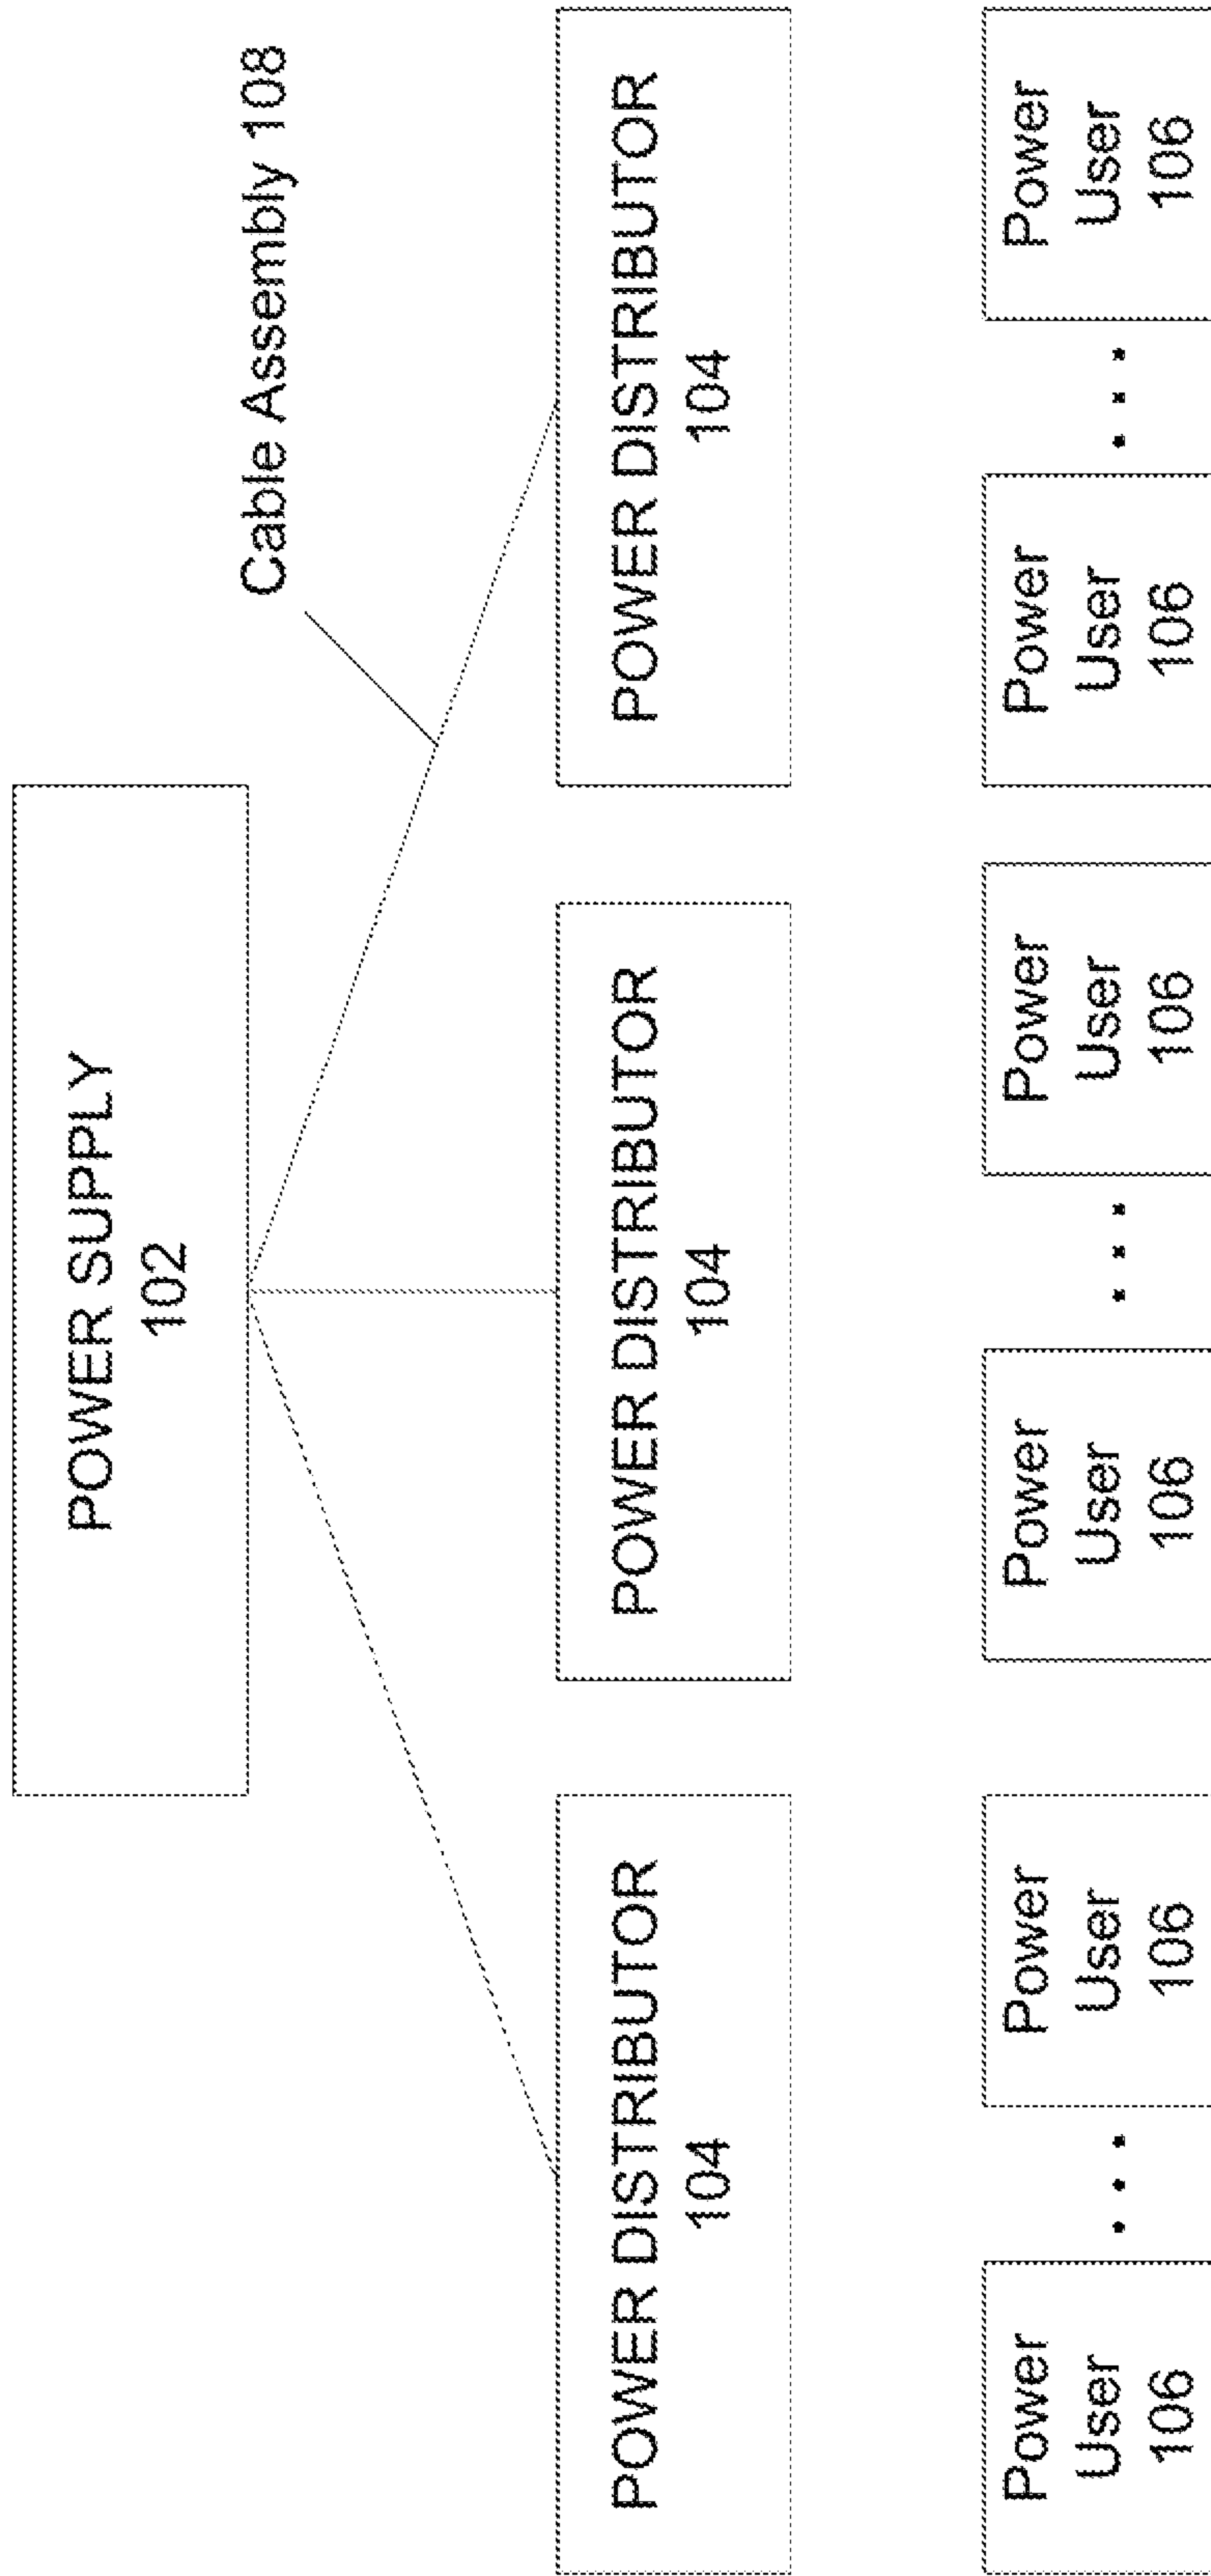 POWER SUPPLY
102
Cable Assembly 108
POWER DISTRIBUTOR
104
POWER DISTRIBUTOR
104
POWER DISTRIBUTOR
104
Power
User
106
Power
User
106
Power
User
106
Power
User
106
Power
User
106
Power
User
106